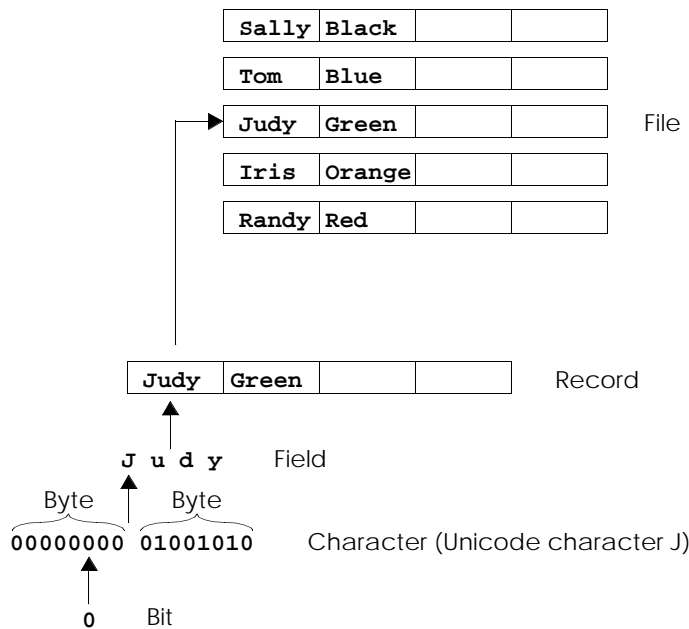 Sally Black
Tom Blue
Judy Green File
Iris Orange
Randy Red
Judy Green Record
J u d y Field
Byte Byte
00000000 01001010 Character (Unicode character J)
0 Bit